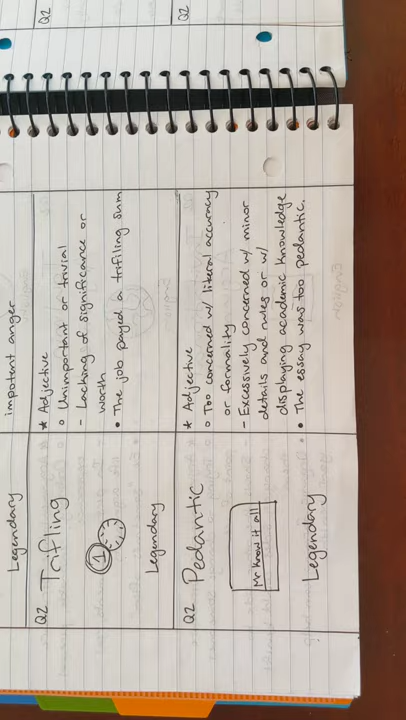 Q2
Q2
impotent anger
Legendary
Q2 Trifling
1
Legendary
★ Adjective
o Unimportant or trivial
- Lacking of significance or
worth
• The job payed a trifling sum
Q2 Pedantic
Mr know it all
Legendary
★ Adjective
o Too concerned w/ literal accuracy
or formality
- Excessively concerned w/ minor
details and rules or w/
displaying academic knowledge
• The essay was too pedantic.